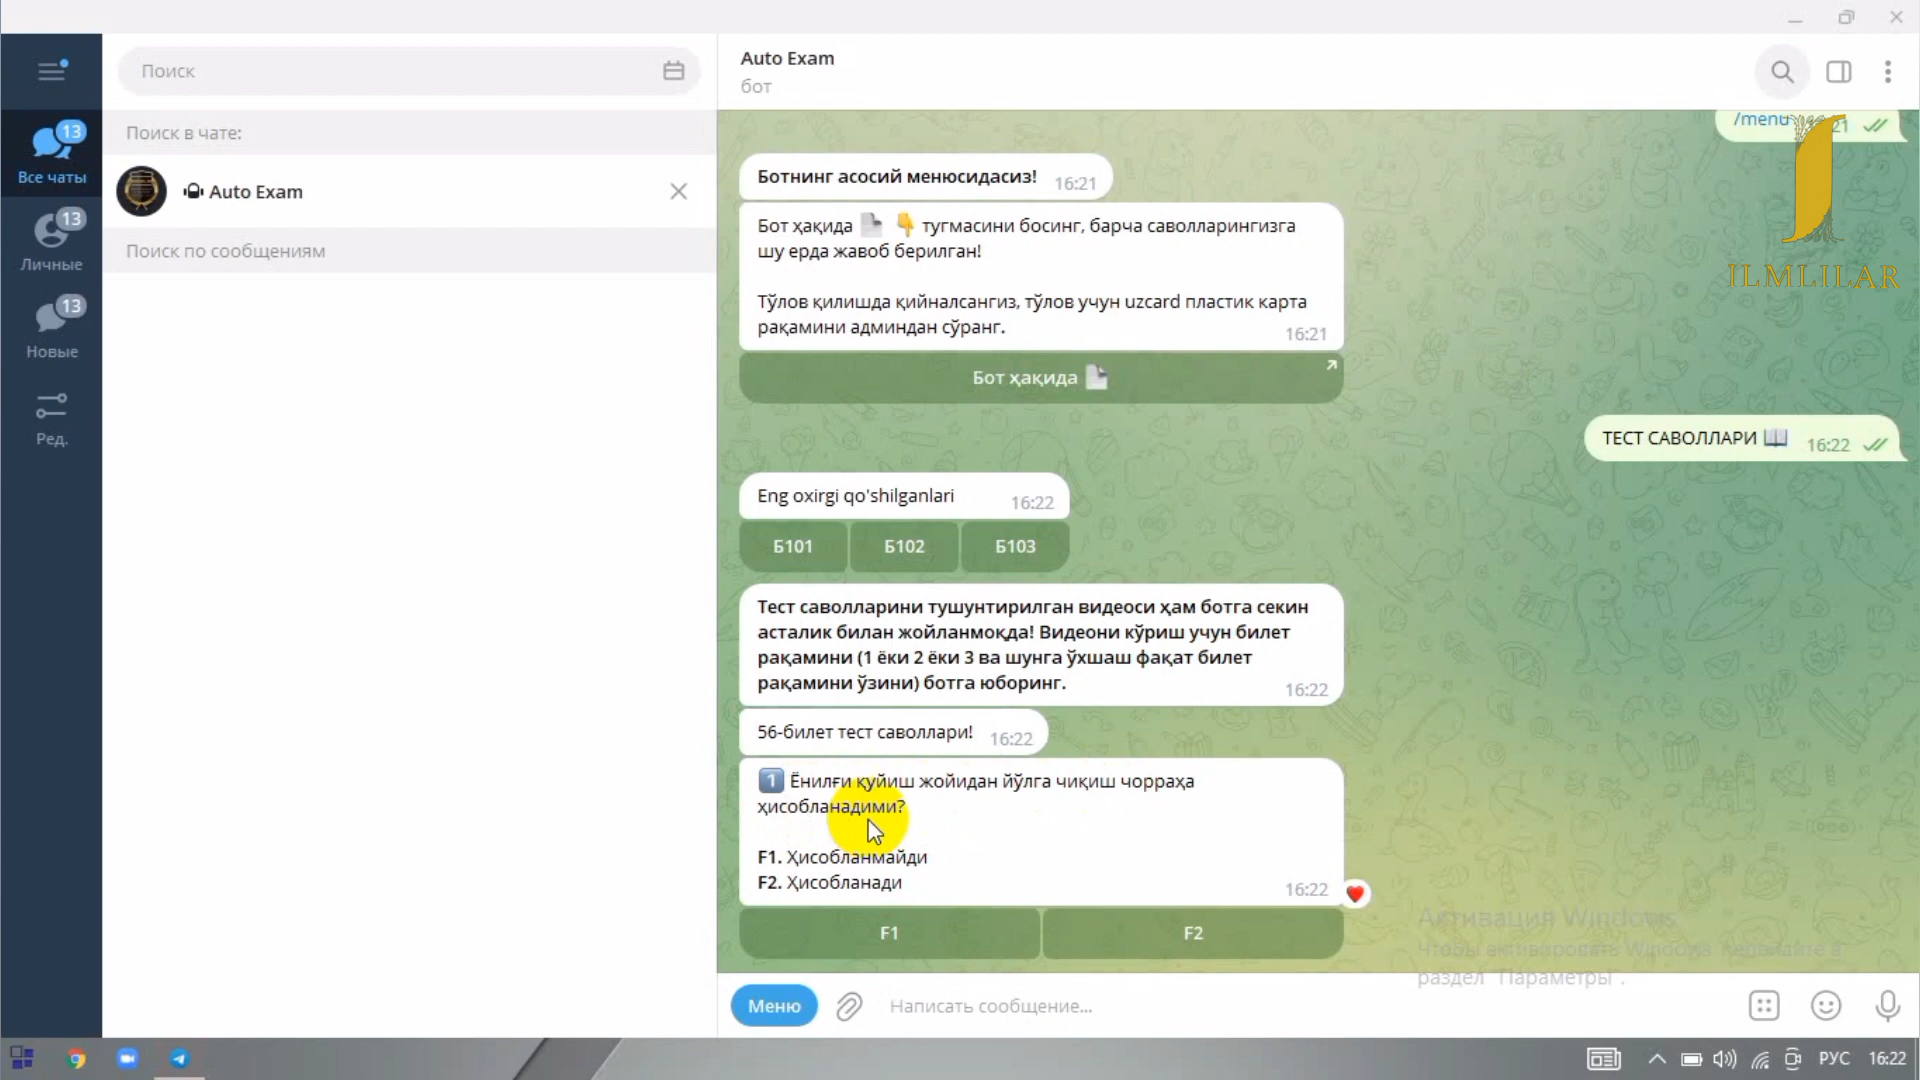 Поиск
Auto Exam
бот
13
Все чаты
13
Личные
13
Новые
Ред.
Поиск в чате:
Auto Exam
Поиск по сообщениям
/menu
ILMLILAR
Ботнинг асосий менюсидасиз! 16:21
Бот ҳақида 👇 тугмасини босинг, барча саволларингизга
шу ерда жавоб берилган!
Тўлов қилишда қийналсангиз, тўлов учун uzcard пластик карта
рақамини админдан сўранг. 16:21
Бот ҳақида
ТЕСТ САВОЛЛАРИ 📖 16:22
Eng oxirgi qo'shilganlari 16:22
Б101 Б102 Б103
Тест саволларини тушунтирилган видеоси ҳам ботга секин
асталик билан жойланмоқда! Видеони кўриш учун билет
рақамини (1 ёки 2 ёки 3 ва шунга ўхшаш фақат билет
рақамини ўзини) ботга юборинг. 16:22
56-билет тест саволлари! 16:22
1 Ёнилғи қуйиш жойидан йўлга чиқиш чорраҳа
ҳисобланадими?
F1. Ҳисобланмайди
F2. Ҳисобланади 16:22
F1 F2
Активация Windows
Чтобы активировать Windows, перейдите в
раздел "Параметры".
Меню Написать сообщение...
РУС 16:22